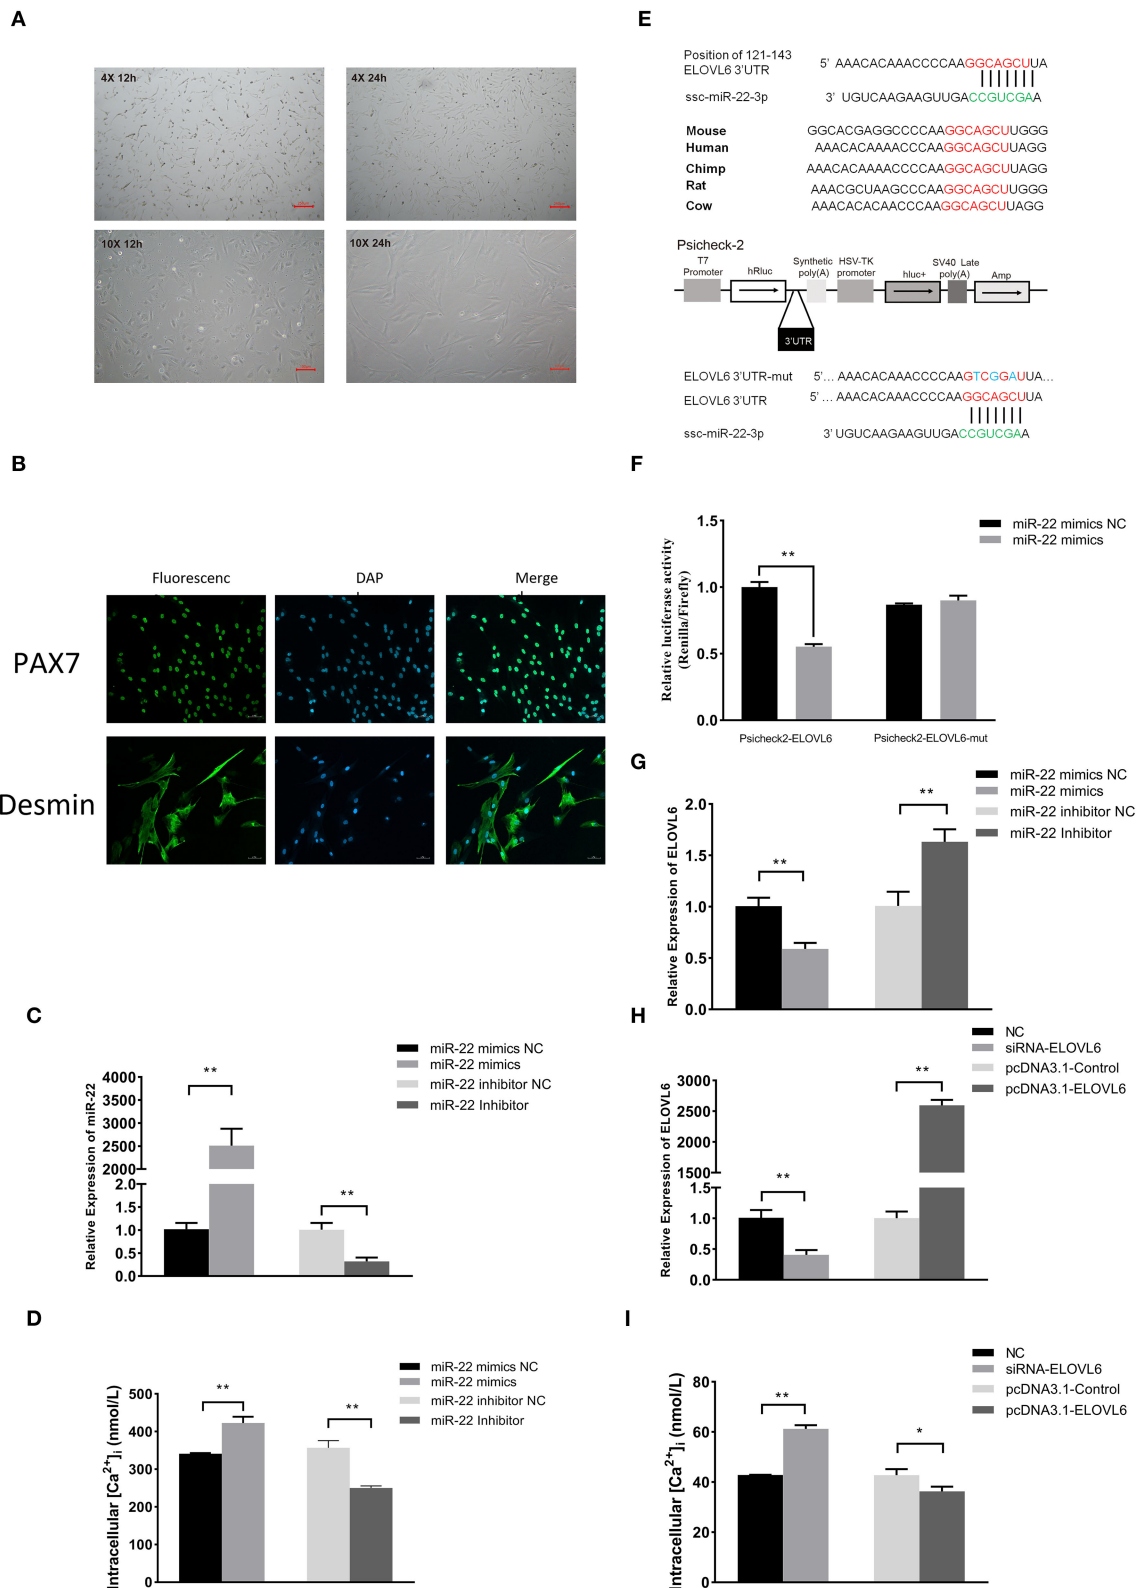 A
4X 12h
4X 24h
10X 12h
10X 24h
B
Fluorescenc
DAP
Merge
PAX7
Desmin
C
miR-22 mimics NC
miR-22 mimics
miR-22 inhibitor NC
miR-22 Inhibitor
Relative Expression of miR-22
4000
3500
3000
2500
2000
2.0
1.5
1.0
0.5
0.0
**
**
D
miR-22 mimics NC
miR-22 mimics
miR-22 inhibitor NC
miR-22 Inhibitor
Intracellular [Ca2+]i (nmol/L)
500
400
300
200
100
0
**
**
E
Position of 121-143
ELOVL6 3'UTR
5' AAACACAAACCCCAAGGCAGCUUA
ssc-miR-22-3p
3' UGUCAAGAAGUUGACCGUCGAA
Mouse GGCACGAGGCCCCAAGGCAGCUUGGG
Human AAACACAAAACCCAAGGCAGCUUAGG
Chimp AAACACAAAACCCCAAGGCAGCUUAGG
Rat AAACGCUAAGCCCAAGGCAGCUUGGG
Cow AAACACACAACCCAAGGCAGCUUAGG
Psicheck-2
T7 Promoter
hRluc
Synthetic poly(A)
HSV-TK promoter
hluc+
SV40 Late poly(A)
Amp
3'UTR
ELOVL6 3'UTR-mut 5'... AAACACAAACCCCAAGTCGGAUUA...
ELOVL6 3'UTR 5' ... AAACACAAACCCCAAGGCAGCUUA
ssc-miR-22-3p 3' UGUCAAGAAGUUGACCGUCGAA
F
miR-22 mimics NC
miR-22 mimics
Relative luciferase activity
(Renilla/Firefly)
1.5
1.0
0.5
0.0
**
Psicheck2-ELOVL6
Psicheck2-ELOVL6-mut
G
miR-22 mimics NC
miR-22 mimics
miR-22 inhibitor NC
miR-22 Inhibitor
Relative Expression of ELOVL6
2.0
1.5
1.0
0.5
0.0
**
**
H
NC
siRNA-ELOVL6
pcDNA3.1-Control
pcDNA3.1-ELOVL6
Relative Expression of ELOVL6
3000
2500
2000
1500
1.5
1.0
0.5
0.0
**
**
I
NC
siRNA-ELOVL6
pcDNA3.1-Control
pcDNA3.1-ELOVL6
Intracellular [Ca2+]i (nmol/L)
80
60
40
20
0
**
*